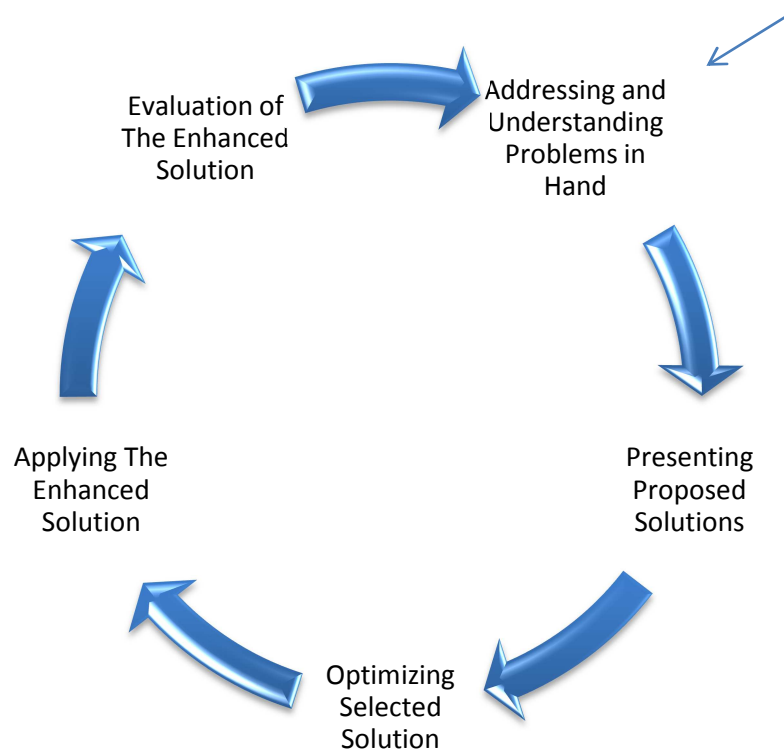 Addressing and
Understanding
Problems in
Hand
Presenting
Proposed
Solutions
Optimizing
Selected
Solution
Applying The
Enhanced
Solution
Evaluation of
The Enhanced
Solution